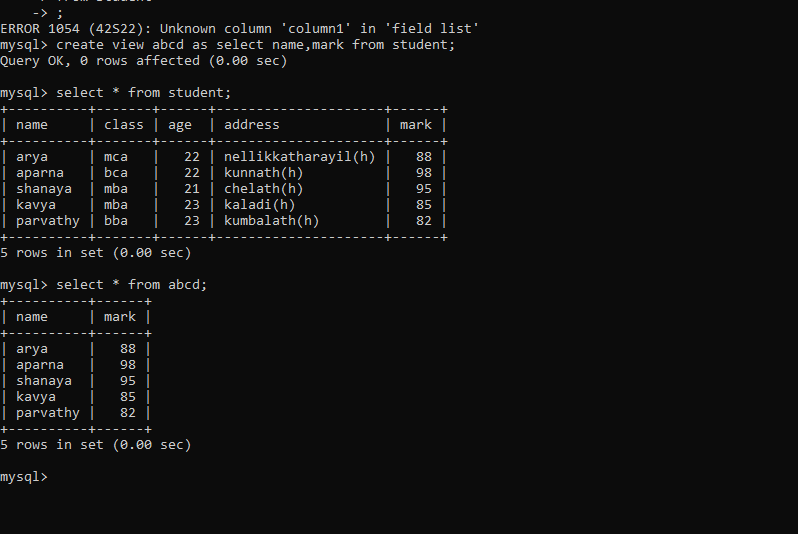 -> ;
ERROR 1054 (42S22): Unknown column 'column1' in 'field list'
mysql> create view abcd as select name,mark from student;
Query OK, 0 rows affected (0.00 sec)

mysql> select * from student;
+----------+-------+------+---------------------+------+
| name     | class | age  | address             | mark |
+----------+-------+------+---------------------+------+
| arya     | mca   |   22 | nellikkatharayil(h) |   88 |
| aparna   | bca   |   22 | kunnath(h)          |   98 |
| shanaya  | mba   |   21 | chelath(h)          |   95 |
| kavya    | mba   |   23 | kaladi(h)           |   85 |
| parvathy | bba   |   23 | kumbalath(h)        |   82 |
+----------+-------+------+---------------------+------+
5 rows in set (0.00 sec)

mysql> select * from abcd;
+----------+------+
| name     | mark |
+----------+------+
| arya     |   88 |
| aparna   |   98 |
| shanaya  |   95 |
| kavya    |   85 |
| parvathy |   82 |
+----------+------+
5 rows in set (0.00 sec)

mysql>